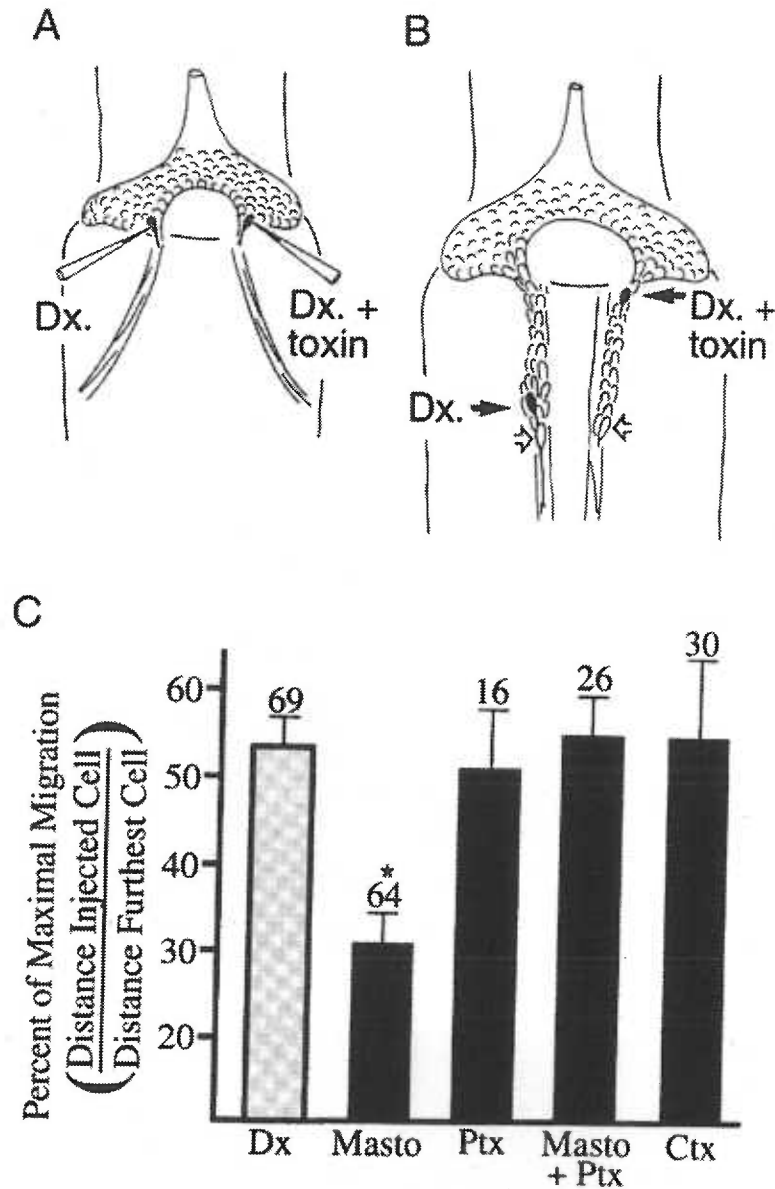 A
B
Dx.
Dx. +
toxin
Dx.
Dx. +
toxin
C
Percent of Maximal Migration
(Distance Injected Cell)
(Distance Furthest Cell)
60
50
40
30
20
69
*
64
16
26
30
Dx
Masto
Ptx
Masto
+ Ptx
Ctx